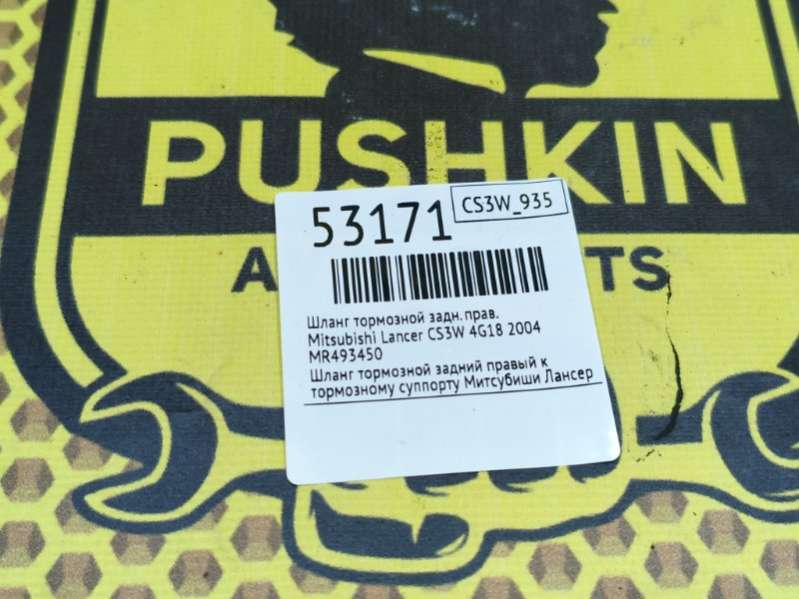 PUSHKIN
53171
CS3W_935
TS
Шланг тормозной задн.прав.
Mitsubishi Lancer CS3W 4G18 2004
MR493450
Шланг тормозной задний правый к
тормозному суппорту Митсубиши Лансер